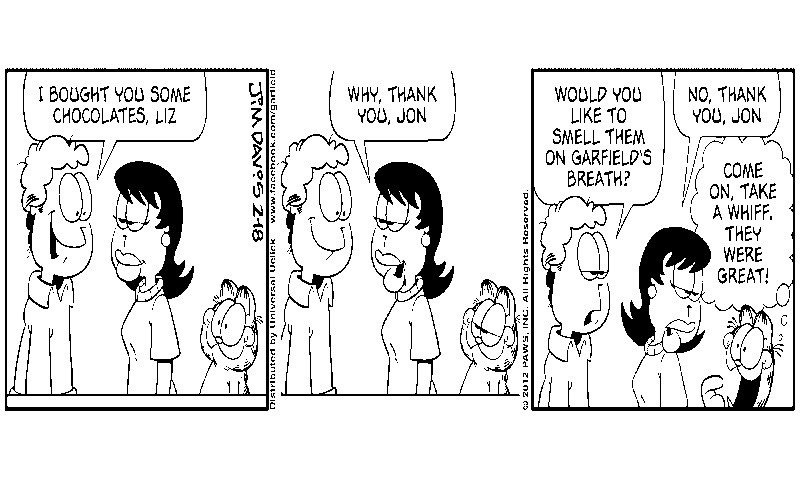 I BOUGHT YOU SOME
CHOCOLATES, LIZ
JIM DAVIS 2-18
Distributed by Universal Uclick www.facebook.com/garfield
WHY, THANK
YOU, JON
© 2012 PAWS, INC. All Rights Reserved.
WOULD YOU
LIKE TO
SMELL THEM
ON GARFIELD'S
BREATH?
NO, THANK
YOU, JON
COME
ON, TAKE
A WHIFF.
THEY
WERE
GREAT!